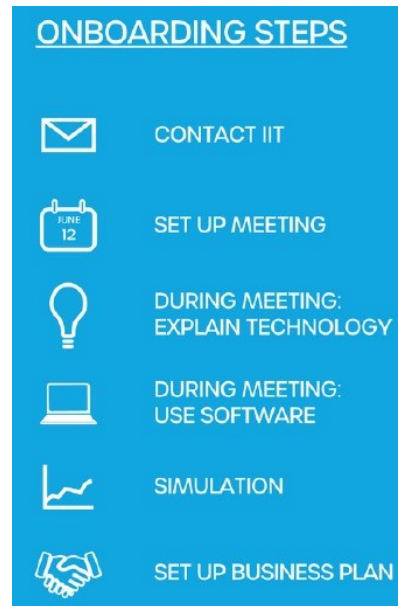 ONBOARDING STEPS
CONTACT IIT
JUNE
12
SET UP MEETING
DURING MEETING:
EXPLAIN TECHNOLOGY
DURING MEETING:
USE SOFTWARE
SIMULATION
SET UP BUSINESS PLAN